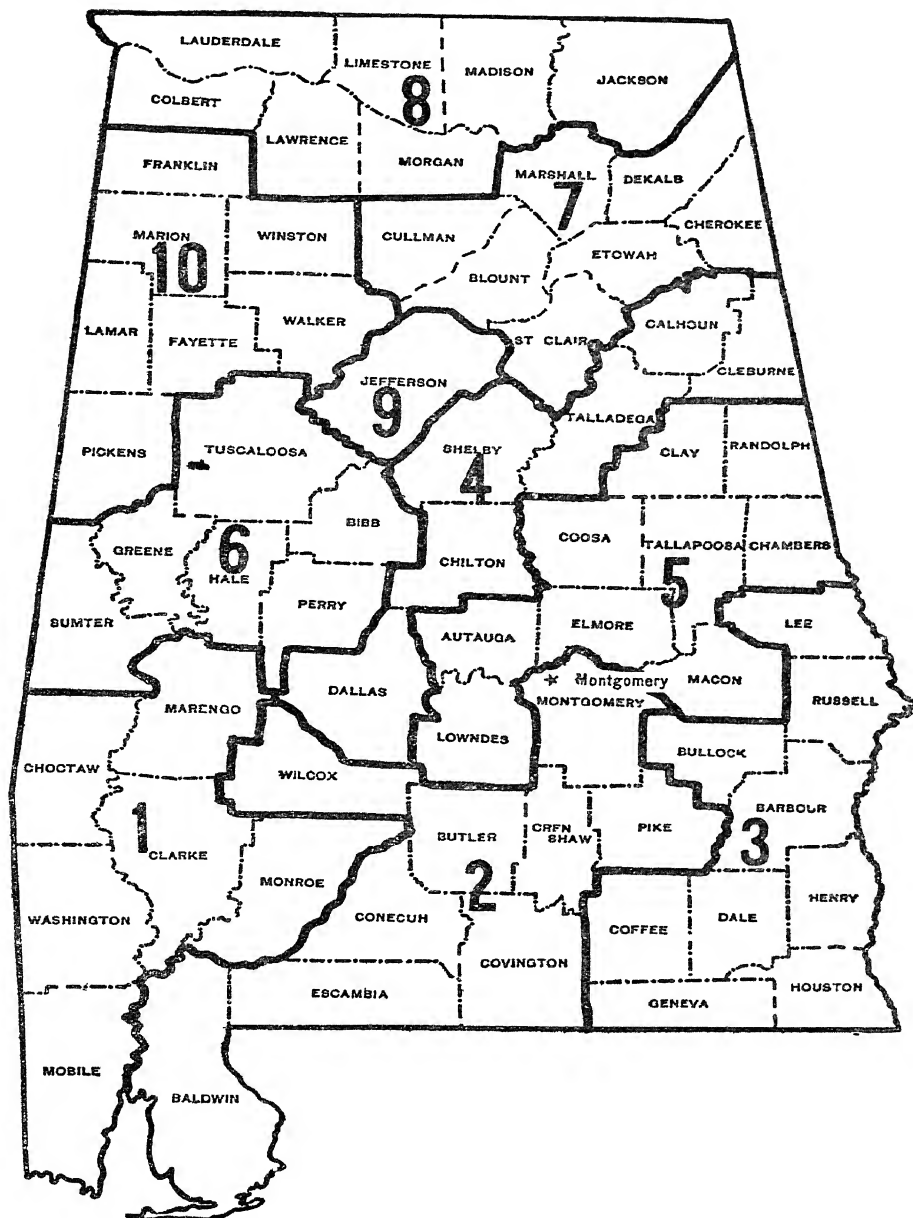 LAUDERDALE
LIMESTONE
MADISON
JACKSON
8
COLBERT
LAWRENCE
MORGAN
FRANKLIN
MARSHALL
DEKALB
7
CHEROKEE
MARION
WINSTON
CULLMAN
ETOWAH
10
BLOUNT
LAMAR
WALKER
CALHOUN
FAYETTE
ST CLAIR
CLEBURNE
JEFFERSON
9
TALLADEGA
PICKENS
TUSCALOOSA
SHELBY
CLAY
RANDOLPH
4
BIBB
GREENE
6
HALE
COOSA
TALLAPOOSA
CHAMBERS
CHILTON
5
PERRY
SUMTER
AUTAUGA
ELMORE
LEE
Montgomery
MACON
DALLAS
MONTGOMERY
RUSSELL
MARENGO
LOWNDES
BULLOCK
CHOCTAW
WILCOX
BARBOUR
1
CLARKE
BUTLER
CREN
SHAW
PIKE
3
MONROE
2
HENRY
WASHINGTON
CONECUH
COFFEE
DALE
COVINGTON
HOUSTON
ESCAMBIA
GENEVA
MOBILE
BALDWIN